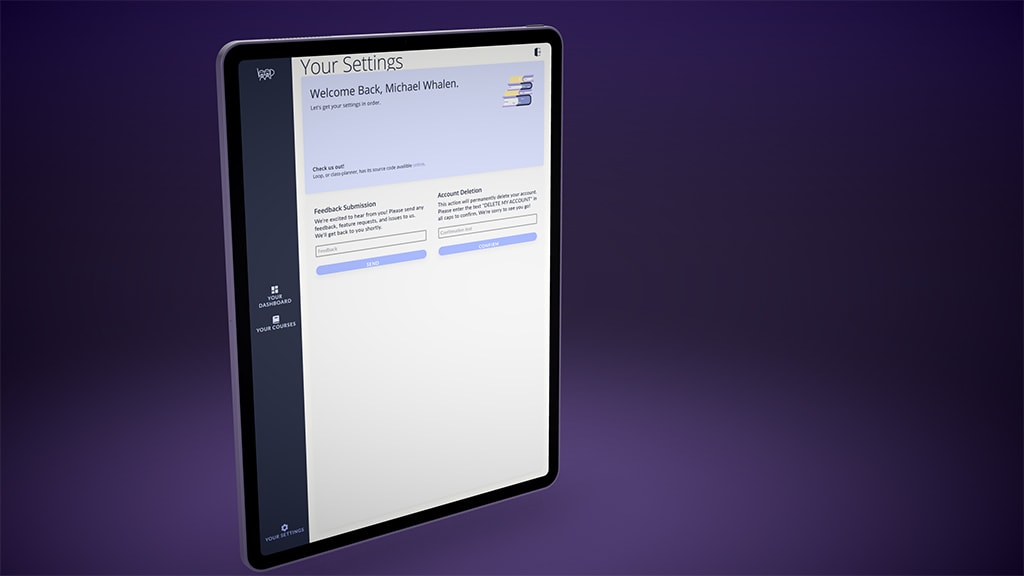 Your Settings
Welcome Back, Michael Whalen.
Let's get your settings in order.
Check us out!
Loop, or class-planner, has its source code availible online.
Feedback Submission
We're excited to hear from you! Please send any
feedback, feature requests, and issues to us.
We'll get back to you shortly.
Feedback
SEND
Account Deletion
This action will permanently delete your account.
Please enter the text "DELETE MY ACCOUNT" in
all caps to confirm. We're sorry to see you go!
Confirmation text
CONFIRM
YOUR
DASHBOARD
YOUR COURSES
YOUR SETTINGS